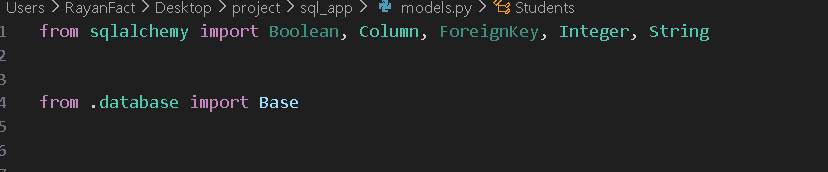 Users > RayanFact > Desktop > project > sql_app > models.py > Students
1 from sqlalchemy import Boolean, Column, ForeignKey, Integer, String
2
3
4 from .database import Base
5
6